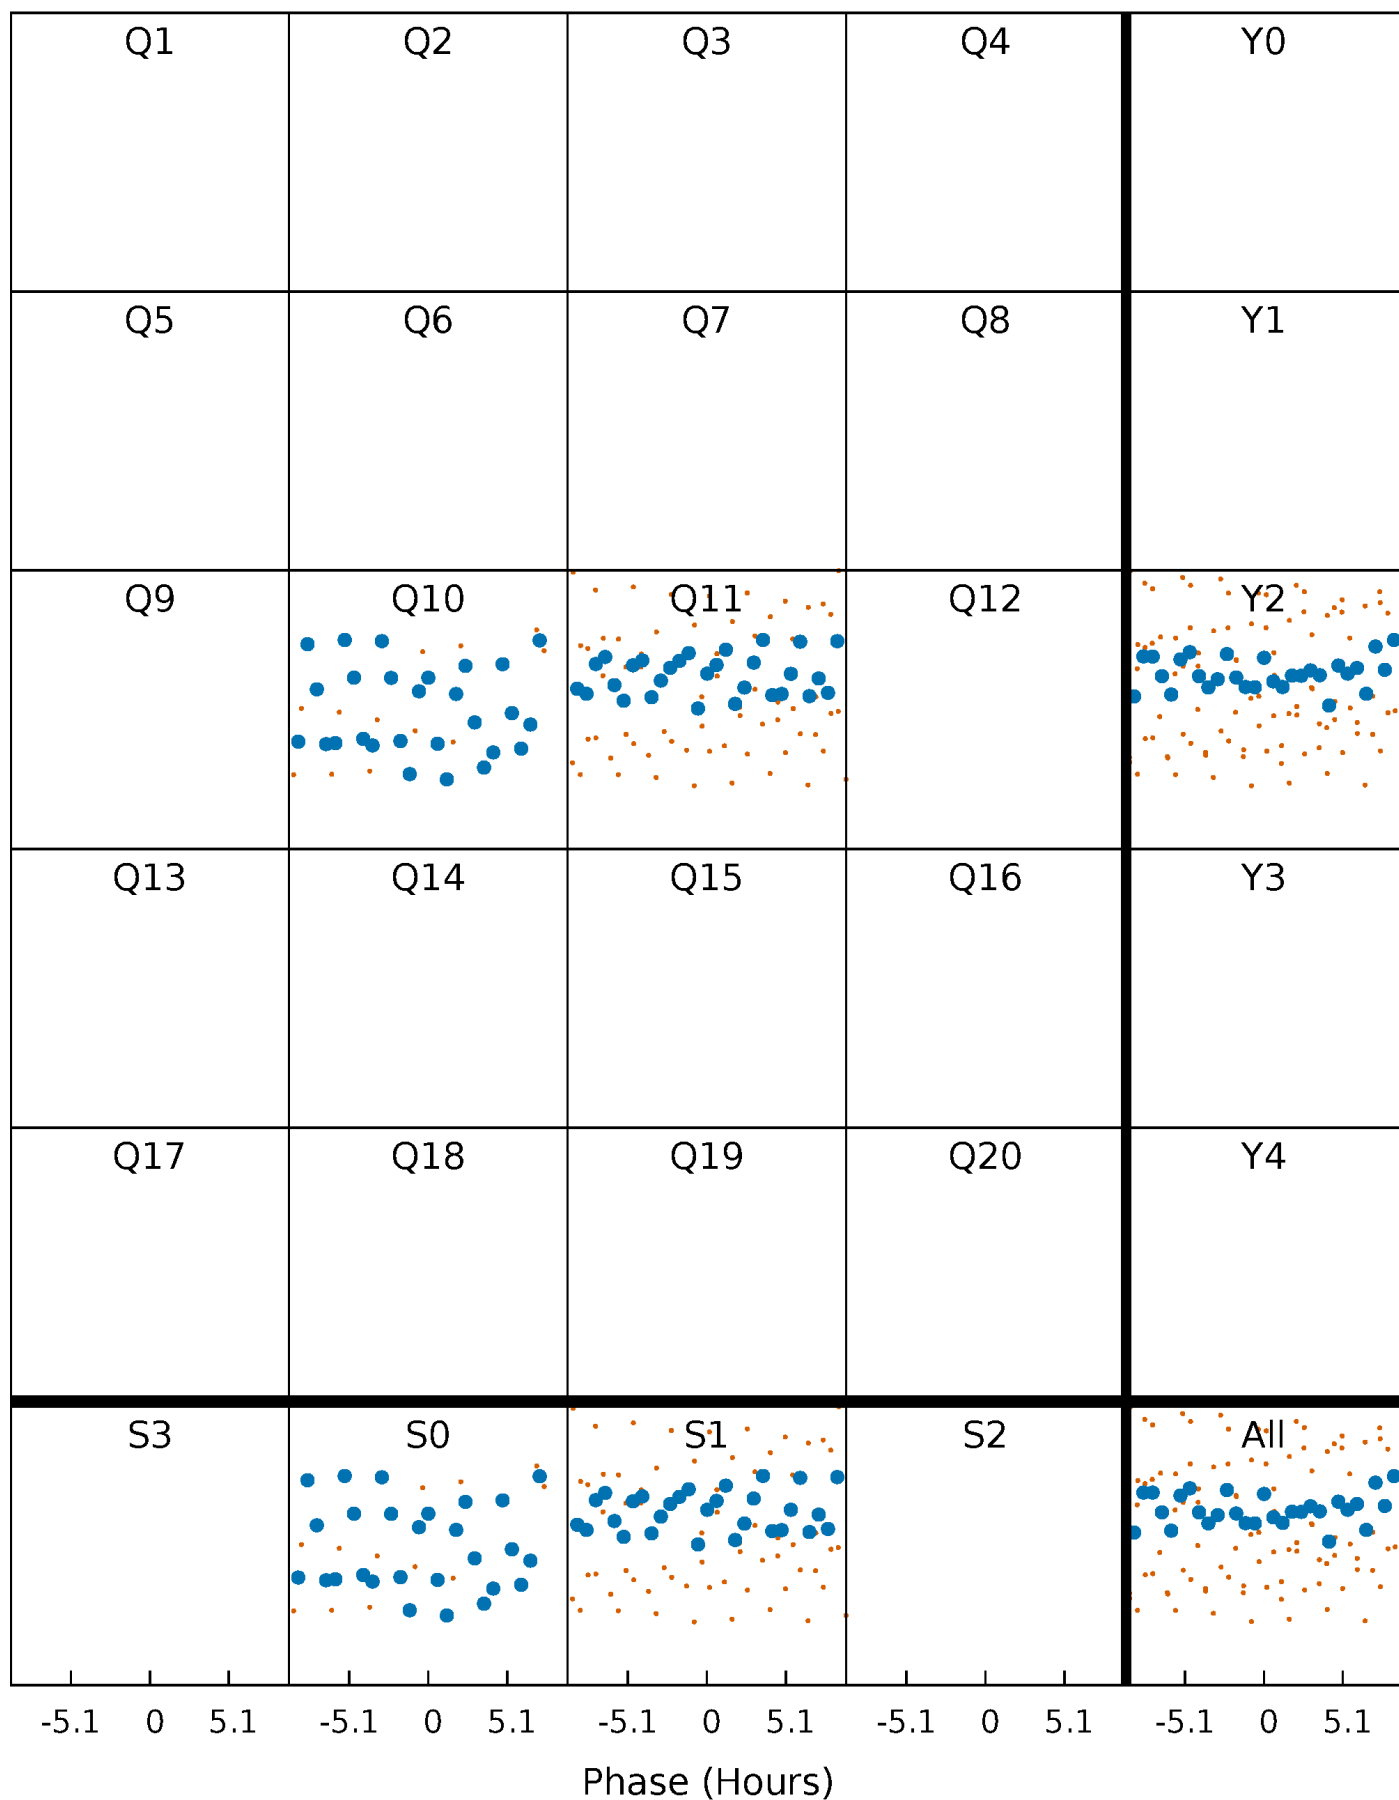 Q1 Q2 Q3 Q4 Y0
Q5 Q6 Q7 Q8 Y1
Q9 Q10 Q11 Q12 Y2
Q13 Q14 Q15 Q16 Y3
Q17 Q18 Q19 Q20 Y4
S3 S0 S1 S2 All
-5.1 0 5.1 -5.1 0 5.1 -5.1 0 5.1 -5.1 0 5.1 -5.1 0 5.1
Phase (Hours)